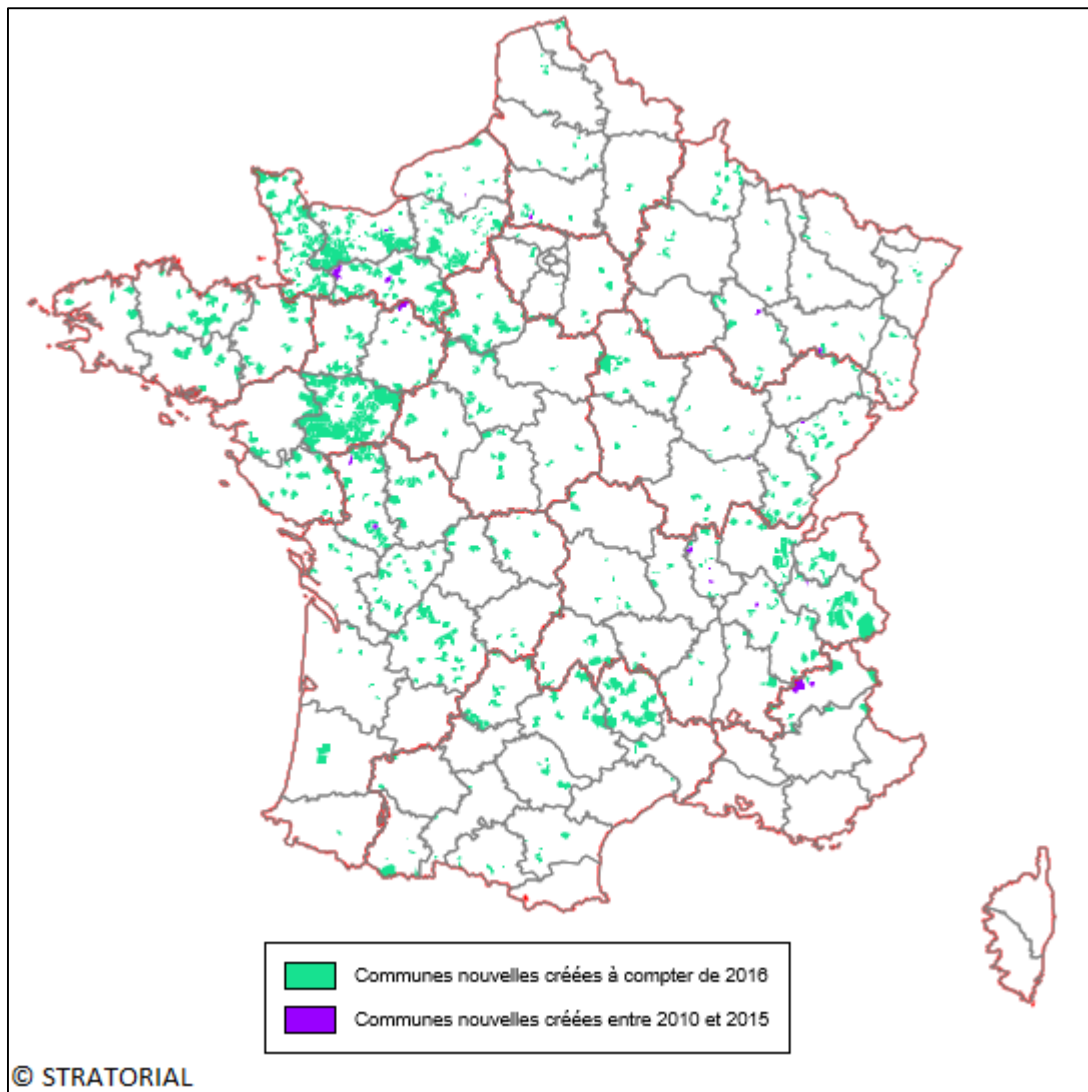 Communes nouvelles créées à compter de 2016
Communes nouvelles créées entre 2010 et 2015
© STRATORIAL